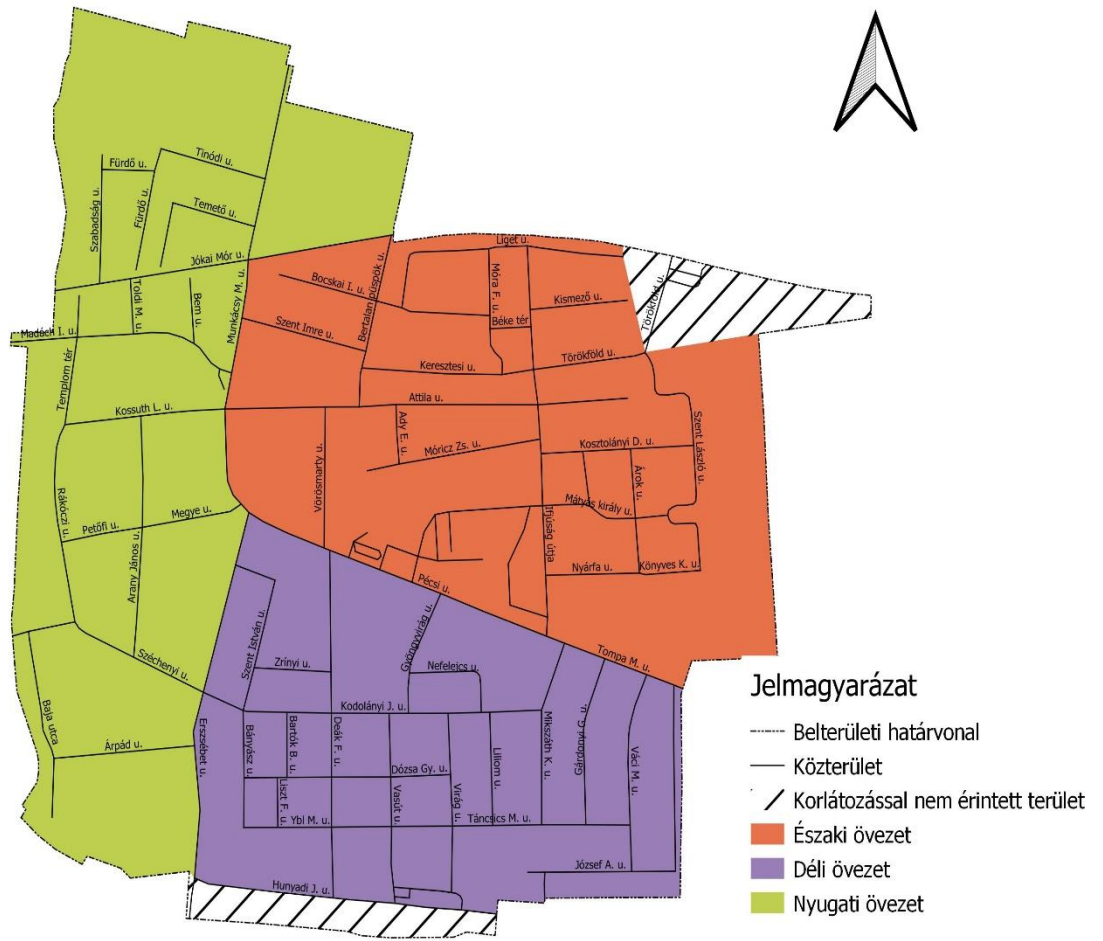 Tinódi u.
Fürdő u.
Szabadság u.
Fürdő u.
Temető u.
Jókai Mór u.
Liget u.
Bertalan püspök u.
Bocskai I. u.
Móra F. u.
Törökföld u.
Toldi M. u.
Bem u.
Munkácsy M. u.
Kismező u.
Béke tér
Szent Imre u.
Madách I. u.
Templom tér
Keresztesi u.
Törökföld u.
Attila u.
Kossuth L. u.
Ady E. u.
Szent László u.
Móricz Zs. u.
Kosztolányi D. u.
Vörösmarty u.
Árok u.
Rákóczi u.
Mátyás király u.
Megye u.
Petőfi u.
Ifjúság útja
Arany János u.
Nyárfa u.
Könyves K. u.
Pécsi u.
Gyöngyvirág u.
Szent István u.
Széchenyi u.
Tompa M. u.
Zrínyi u.
Nefelejcs u.
Jelmagyarázat
Kodolányi J. u.
Baja utca
Erszsébet u.
Bányász u.
Bartók B. u.
Deák F. u.
Liliom u.
Mikszáth K. u.
Gárdonyi G. u.
Váci M. u.
Belterületi határvonal
Árpád u.
Közterület
Dózsa Gy. u.
Liszt F. u.
Vasút u.
Virág u.
Korlátozással nem érintett terület
Ybl M. u.
Táncsics M. u.
Északi övezet
József A. u.
Déli övezet
Hunyadi J. u.
Nyugati övezet